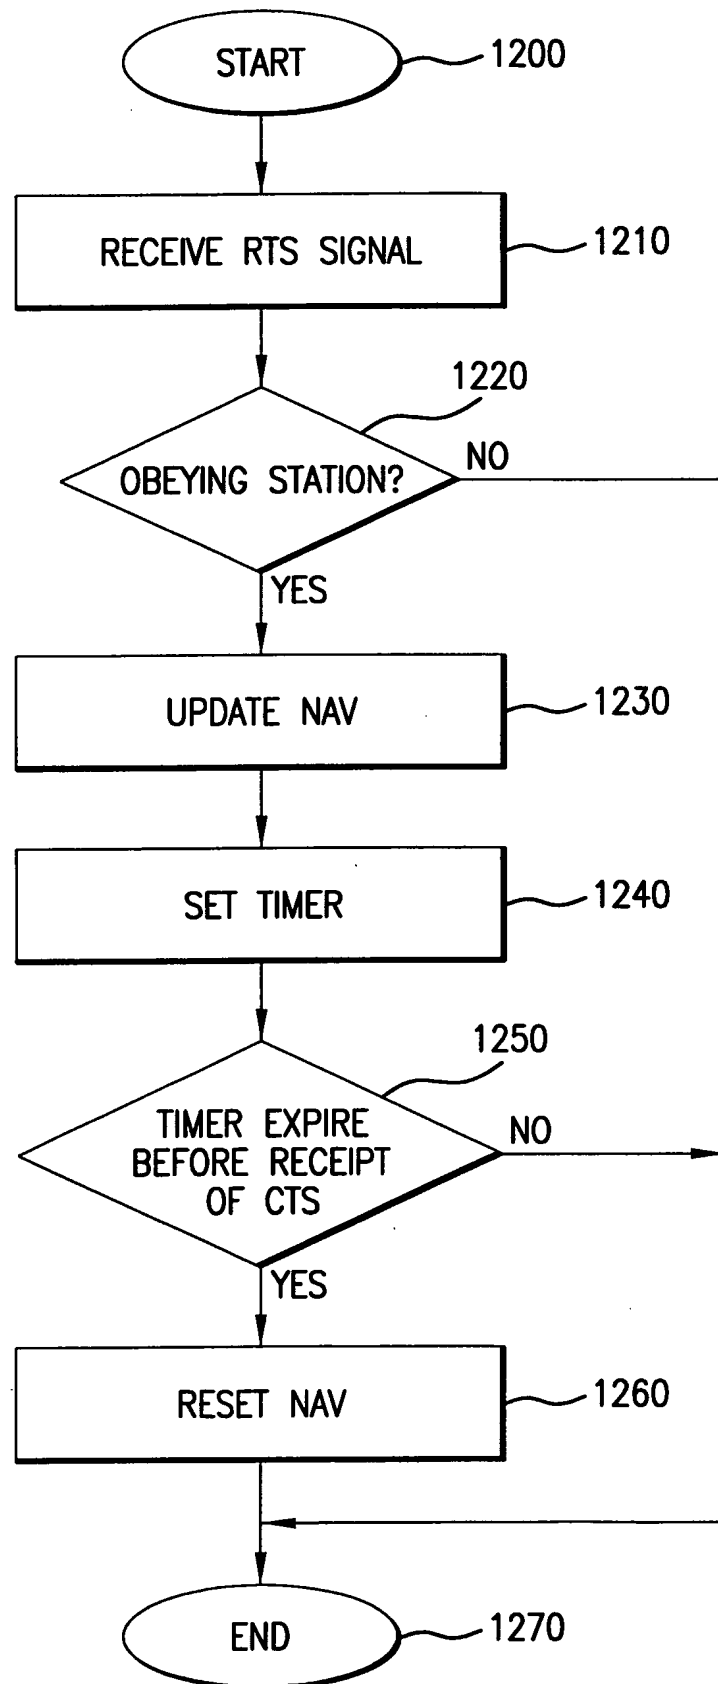 START
1200
RECEIVE RTS SIGNAL
1210
1220
OBEYING STATION?
NO
YES
UPDATE NAV
1230
SET TIMER
1240
1250
TIMER EXPIRE
BEFORE RECEIPT
OF CTS
NO
YES
RESET NAV
1260
END
1270